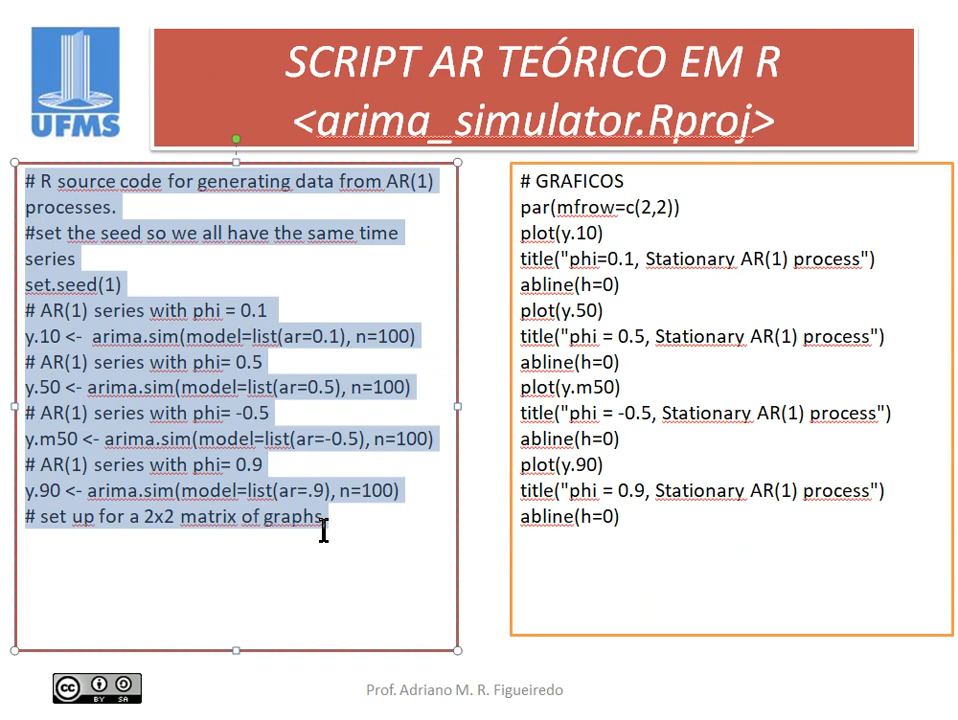 UFMS
SCRIPT AR TEÓRICO EM R
<arima_simulator.Rproj>
# R source code for generating data from AR(1)
processes.
#set the seed so we all have the same time
series
set.seed(1)
# AR(1) series with phi = 0.1
y.10 <-  arima.sim(model=list(ar=0.1), n=100)
# AR(1) series with phi= 0.5
y.50 <- arima.sim(model=list(ar=0.5), n=100)
# AR(1) series with phi= -0.5
y.m50 <- arima.sim(model=list(ar=-0.5), n=100)
# AR(1) series with phi= 0.9
y.90 <- arima.sim(model=list(ar=.9), n=100)
# set up for a 2x2 matrix of graphs
# GRAFICOS
par(mfrow=c(2,2))
plot(y.10)
title("phi=0.1, Stationary AR(1) process")
abline(h=0)
plot(y.50)
title("phi = 0.5, Stationary AR(1) process")
abline(h=0)
plot(y.m50)
title("phi = -0.5, Stationary AR(1) process")
abline(h=0)
plot(y.90)
title("phi = 0.9, Stationary AR(1) process")
abline(h=0)
cc
BY SA
Prof. Adriano M. R. Figueiredo